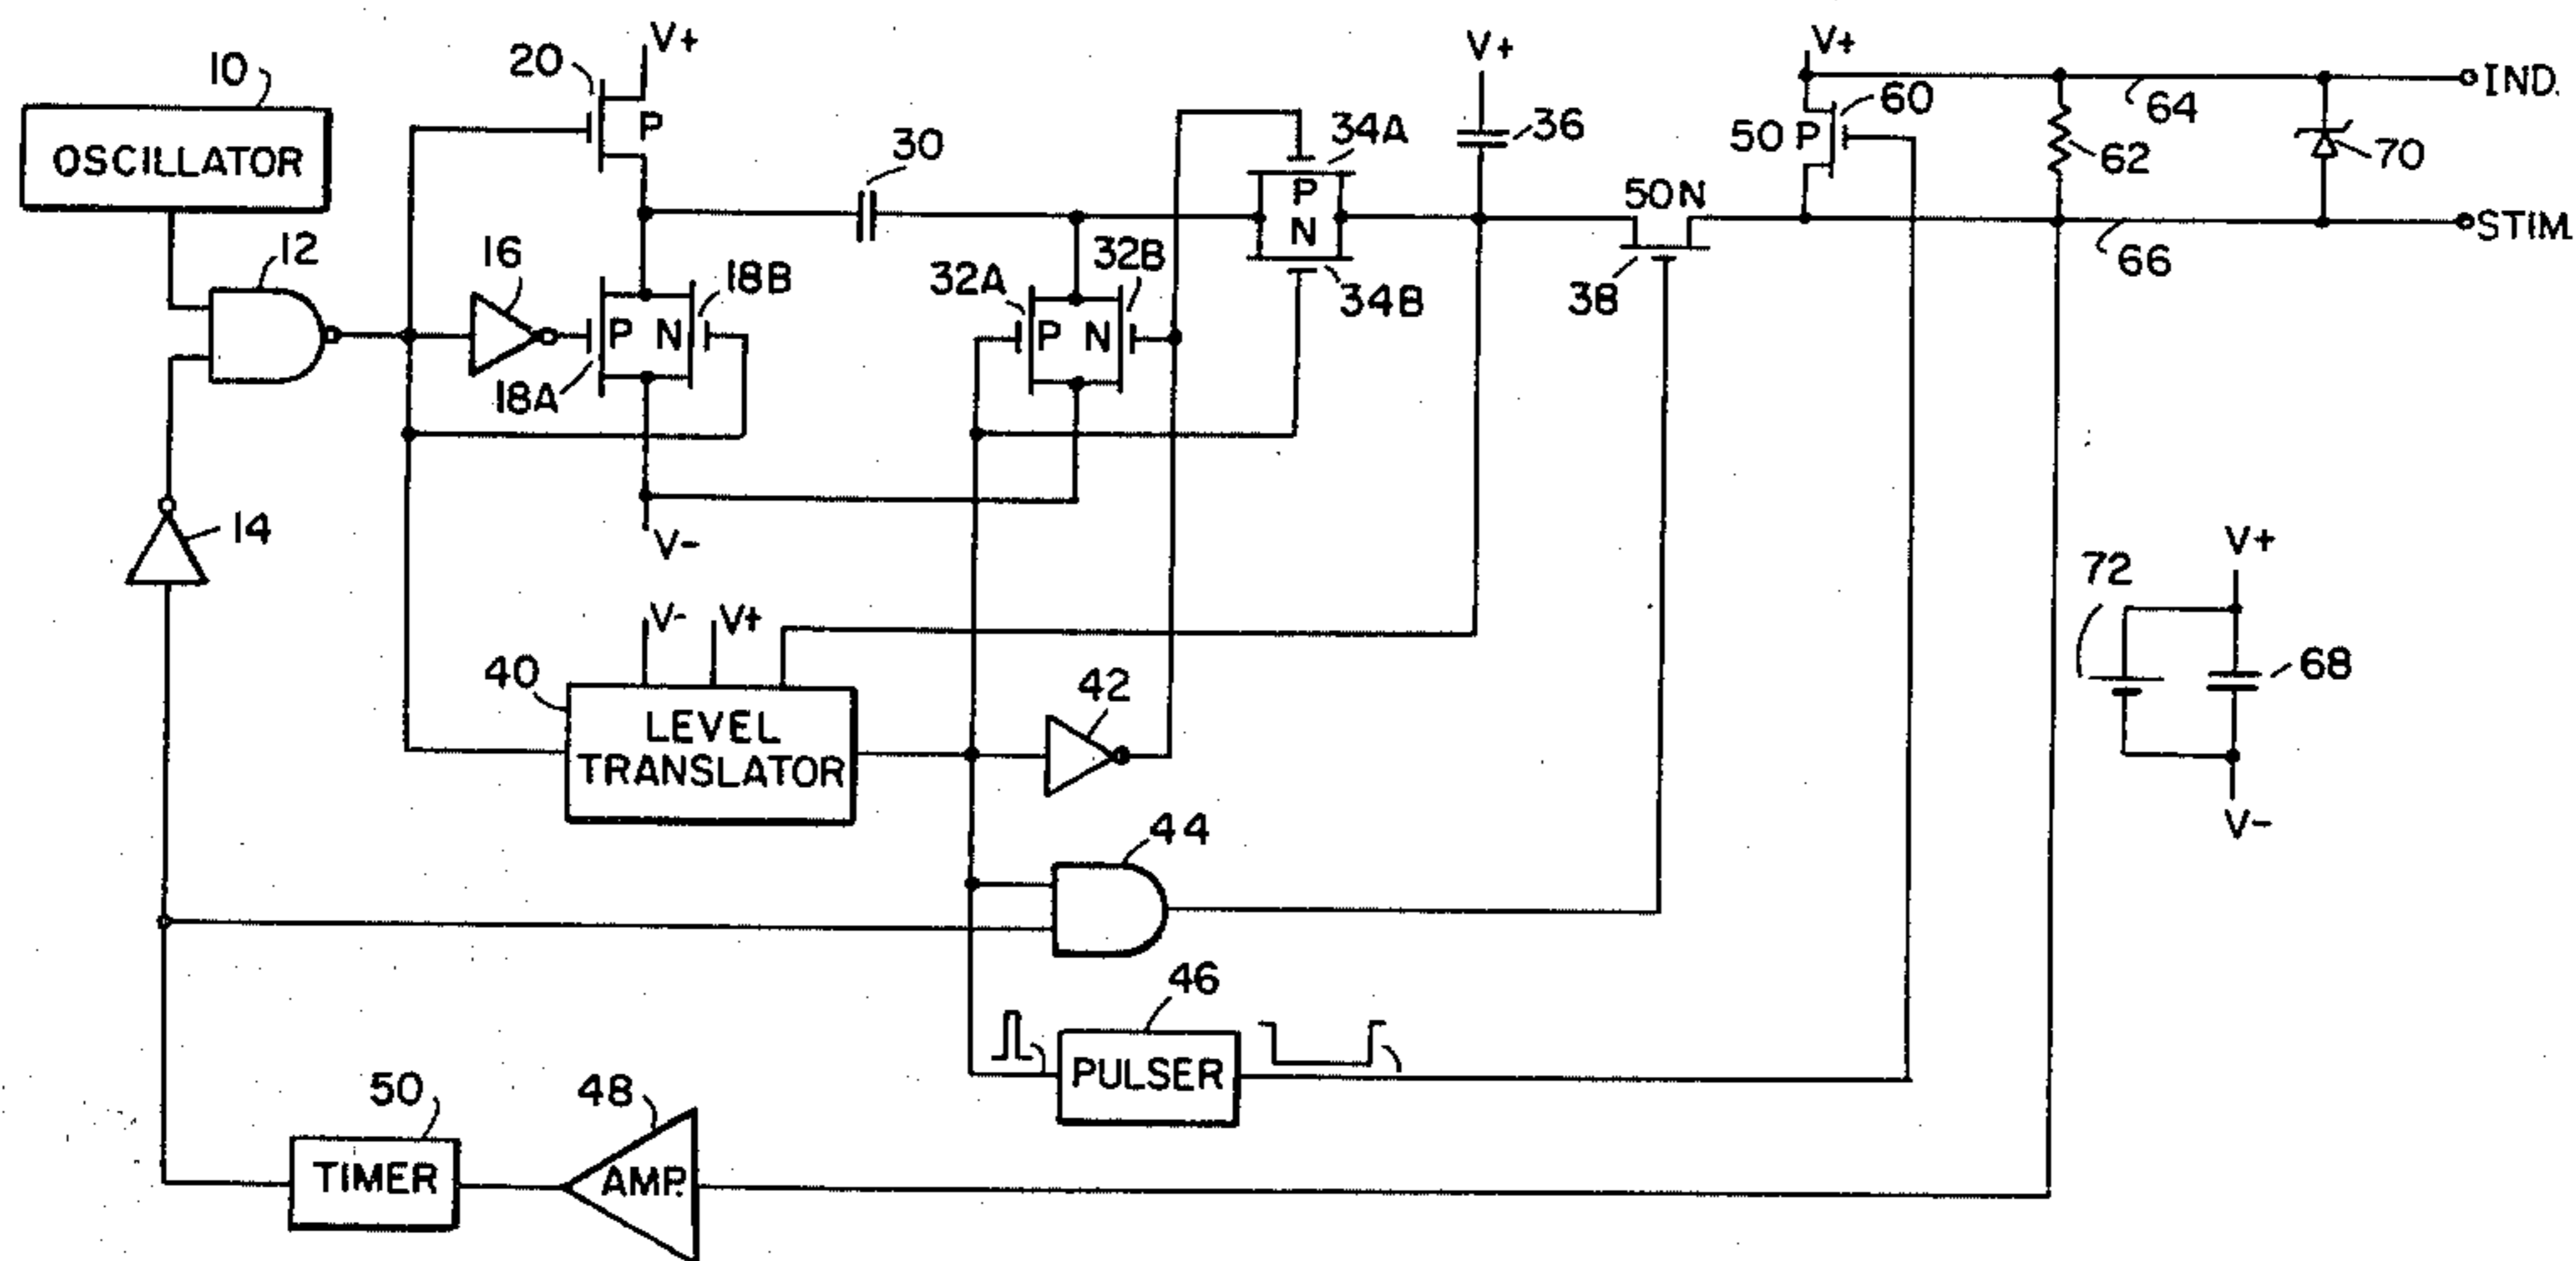 10
OSCILLATOR
12
14
16
20
V+
P
18A
P N
18B
V-
30
32A
P N
32B
34A
P
N
34B
V+
36
50N
38
V+
50 P
60
62
64
66
70
IND.
STIM.
V- V+
40
LEVEL
TRANSLATOR
42
44
46
PULSER
48
AMP.
50
TIMER
72
V+
68
V-